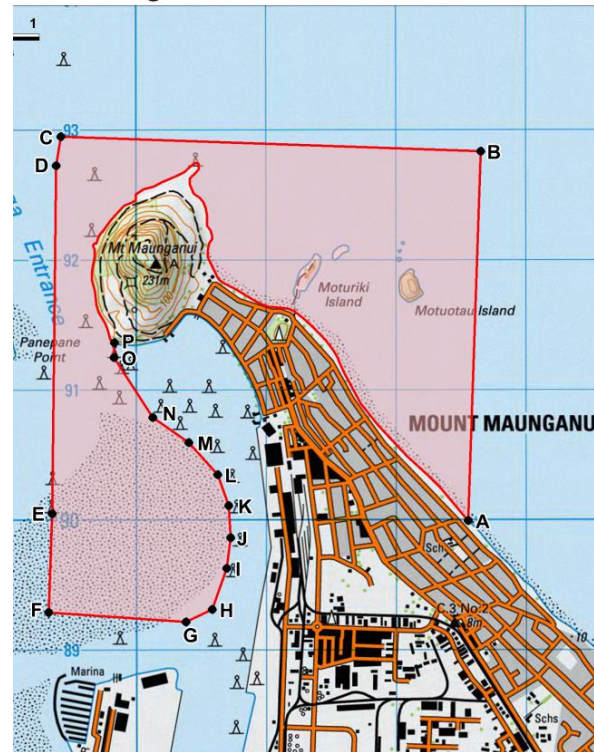 1
C
93
B
D
Mt Maunganui
92
A
231m
Moturiki
Island
Motuotau Island
Entrance
Panepane
Point
P
O
91
N
MOUNT MAUNGANU
M
L
K
E
90
A
J
Sch
I
F
H
C.3 No.2
G
8m
10
89
Marina
Schs